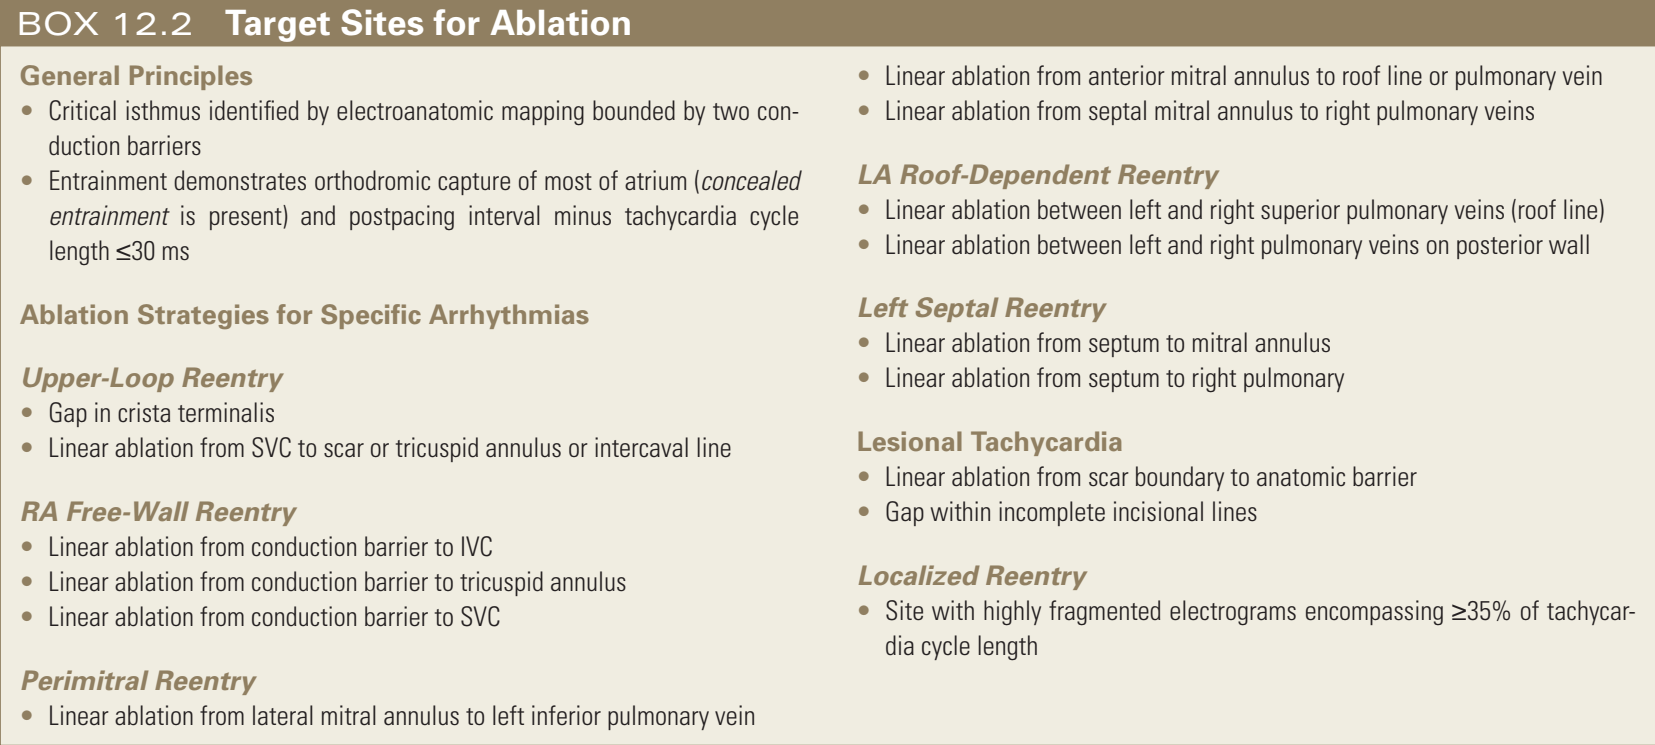 BOX 12.2 Target Sites for Ablation
General Principles
• Critical isthmus identified by electroanatomic mapping bounded by two con-
duction barriers
• Entrainment demonstrates orthodromic capture of most of atrium (concealed
entrainment is present) and postpacing interval minus tachycardia cycle
length ≤30 ms
Ablation Strategies for Specific Arrhythmias
Upper-Loop Reentry
• Gap in crista terminalis
• Linear ablation from SVC to scar or tricuspid annulus or intercaval line
RA Free-Wall Reentry
• Linear ablation from conduction barrier to IVC
• Linear ablation from conduction barrier to tricuspid annulus
• Linear ablation from conduction barrier to SVC
Perimitral Reentry
• Linear ablation from lateral mitral annulus to left inferior pulmonary vein
• Linear ablation from anterior mitral annulus to roof line or pulmonary vein
• Linear ablation from septal mitral annulus to right pulmonary veins
LA Roof-Dependent Reentry
• Linear ablation between left and right superior pulmonary veins (roof line)
• Linear ablation between left and right pulmonary veins on posterior wall
Left Septal Reentry
• Linear ablation from septum to mitral annulus
• Linear ablation from septum to right pulmonary
Lesional Tachycardia
• Linear ablation from scar boundary to anatomic barrier
• Gap within incomplete incisional lines
Localized Reentry
• Site with highly fragmented electrograms encompassing ≥35% of tachycar-
dia cycle length